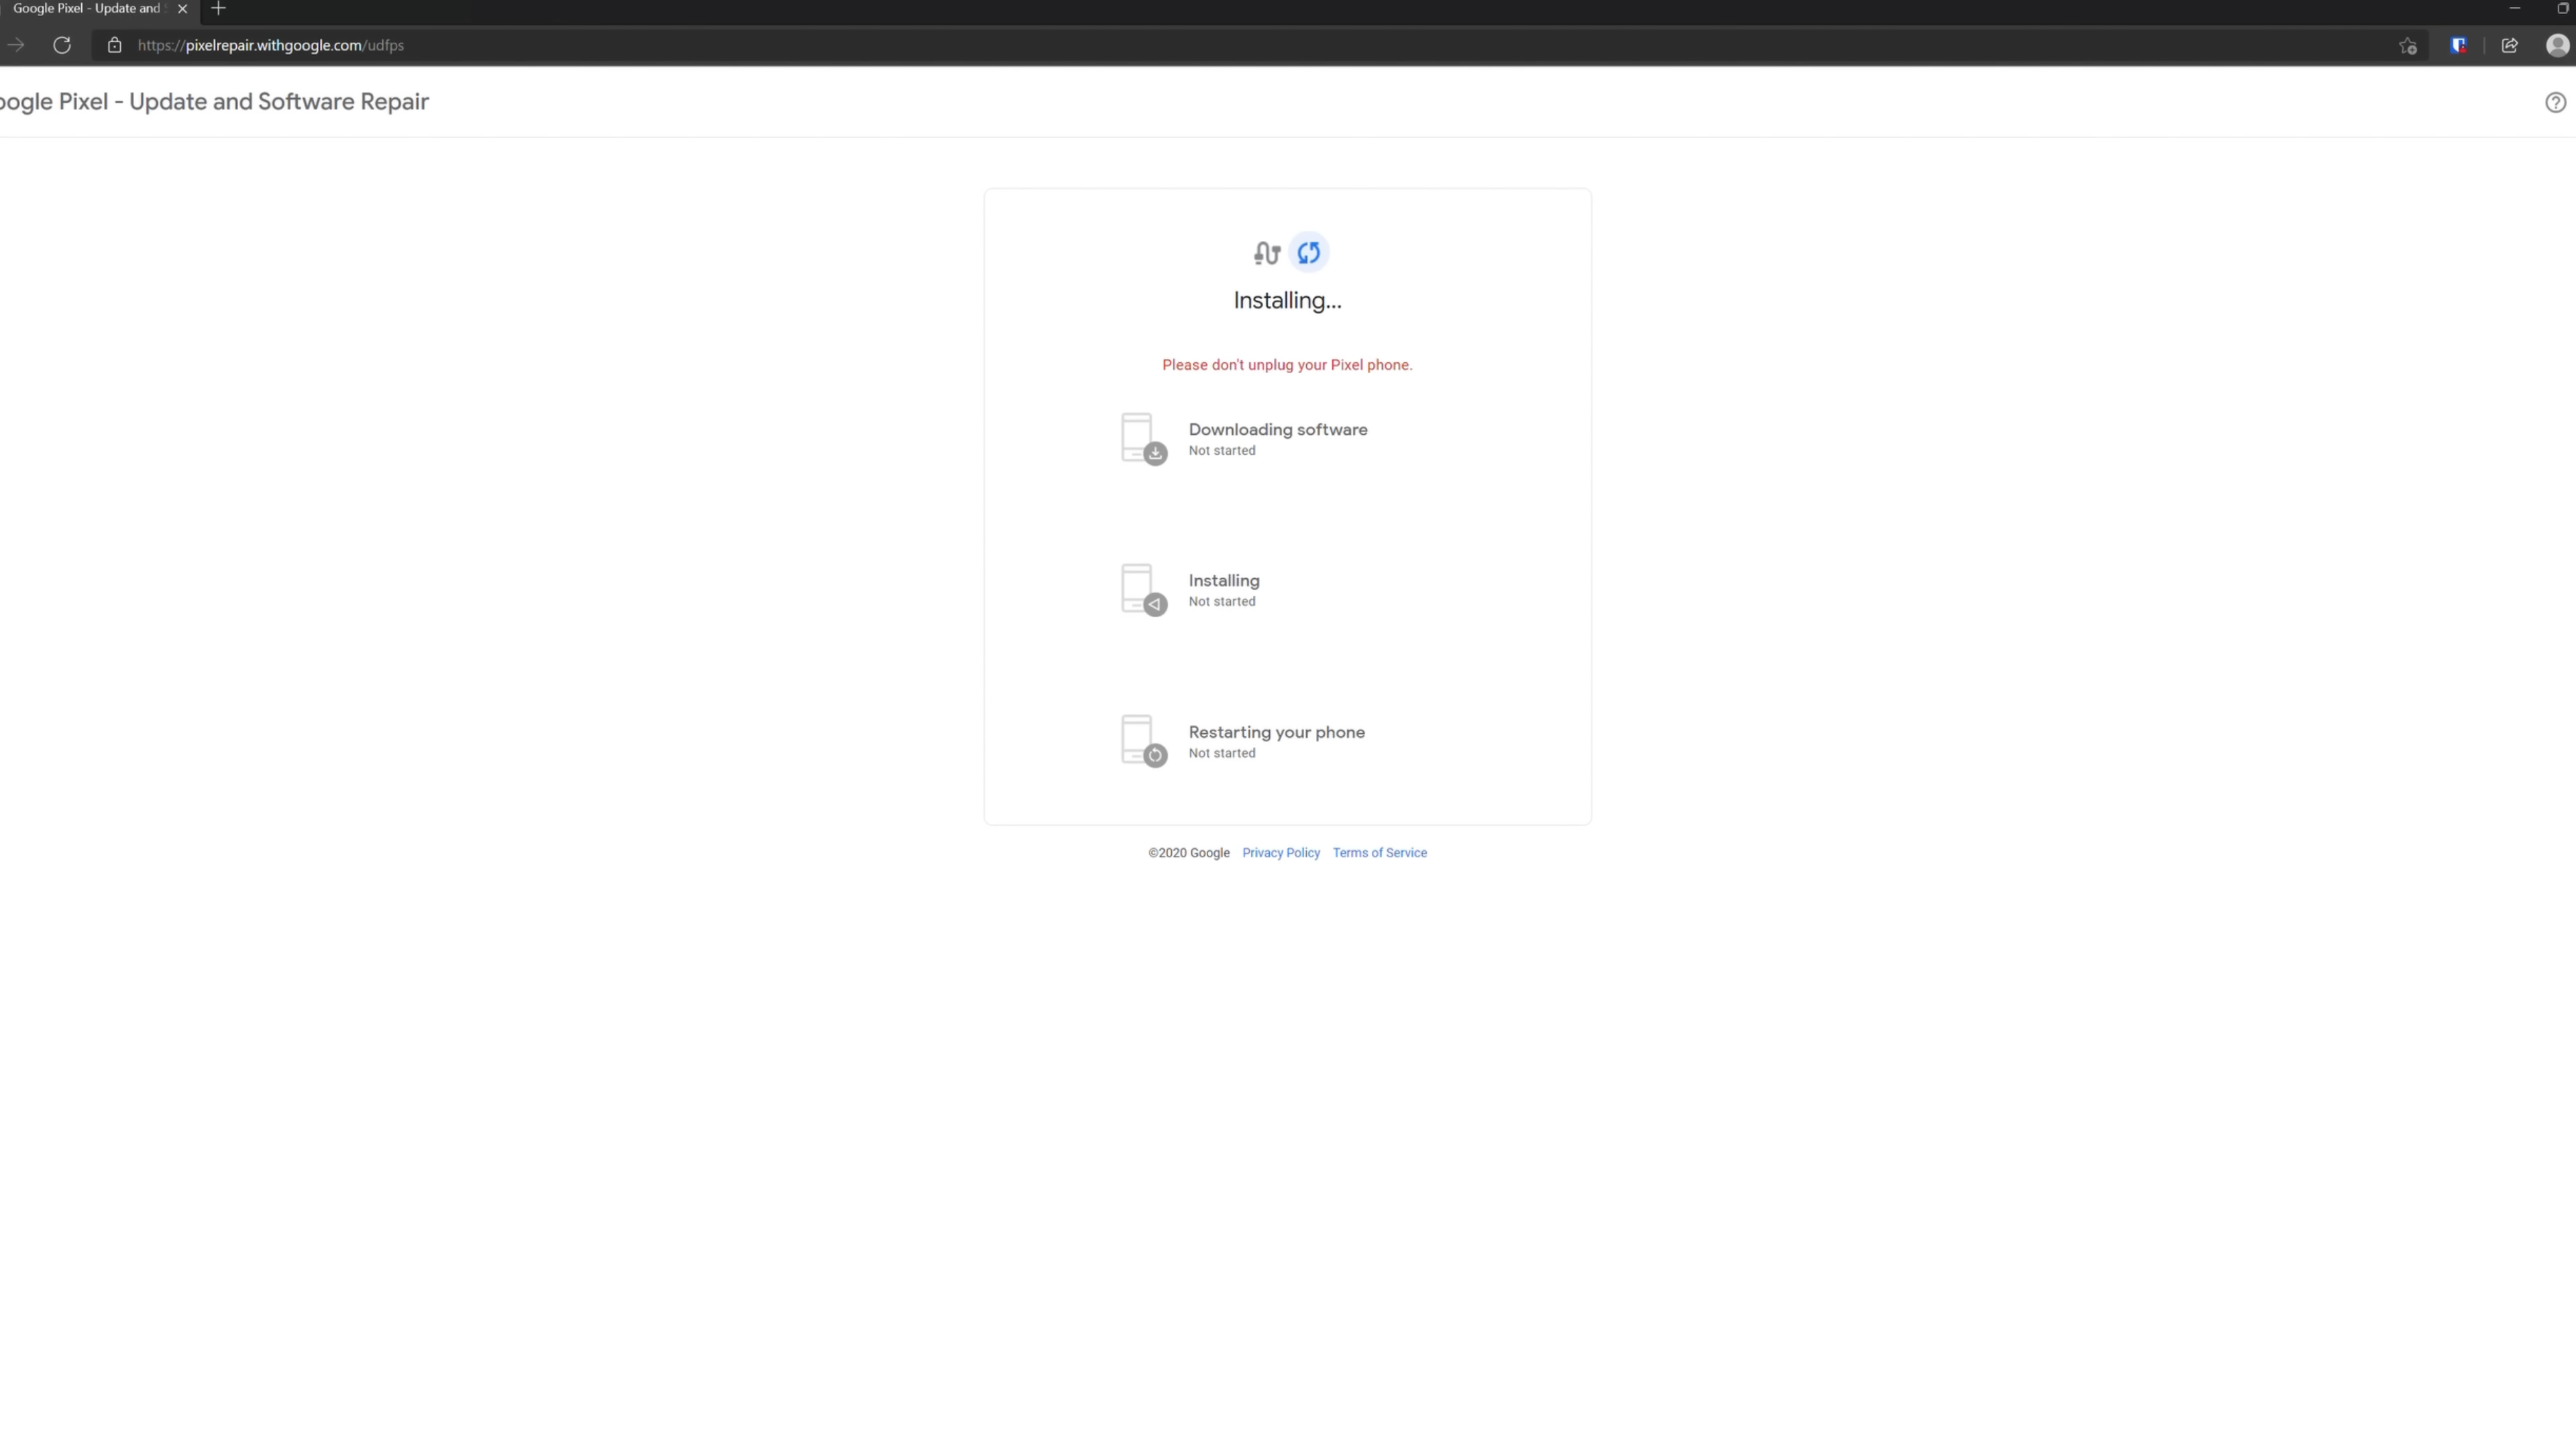 Google Pixel - Update and
https://pixelrepair.withgoogle.com/udfps
oogle Pixel - Update and Software Repair
Installing...
Please don't unplug your Pixel phone.
Downloading software
Not started
Installing
Not started
Restarting your phone
Not started
©2020 Google Privacy Policy Terms of Service